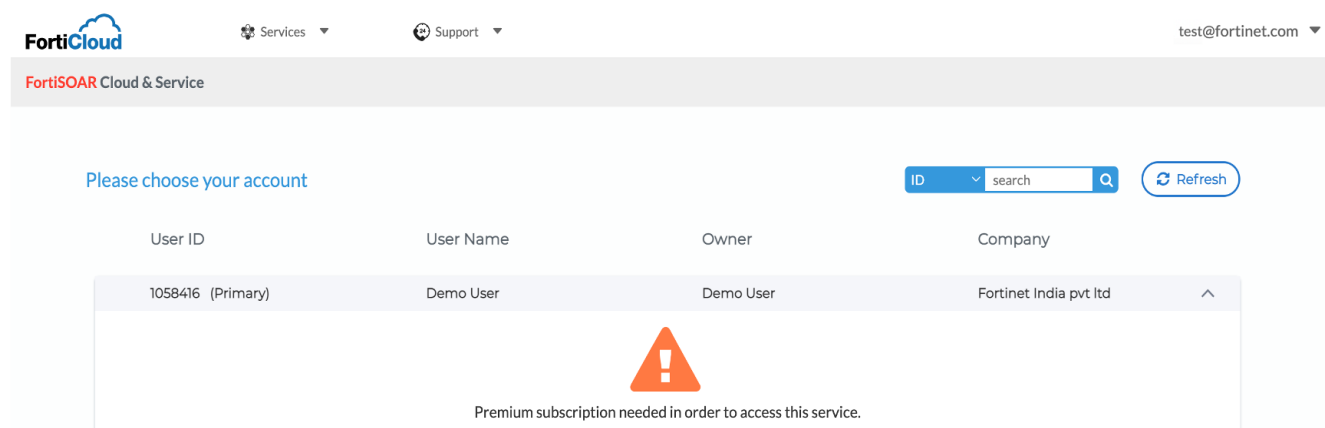 FortiCloud Services Support test@fortinet.com
FortiSOAR Cloud & Service
Please choose your account ID search Refresh
User ID User Name Owner Company
1058416 (Primary) Demo User Demo User Fortinet India pvt ltd
Premium subscription needed in order to access this service.